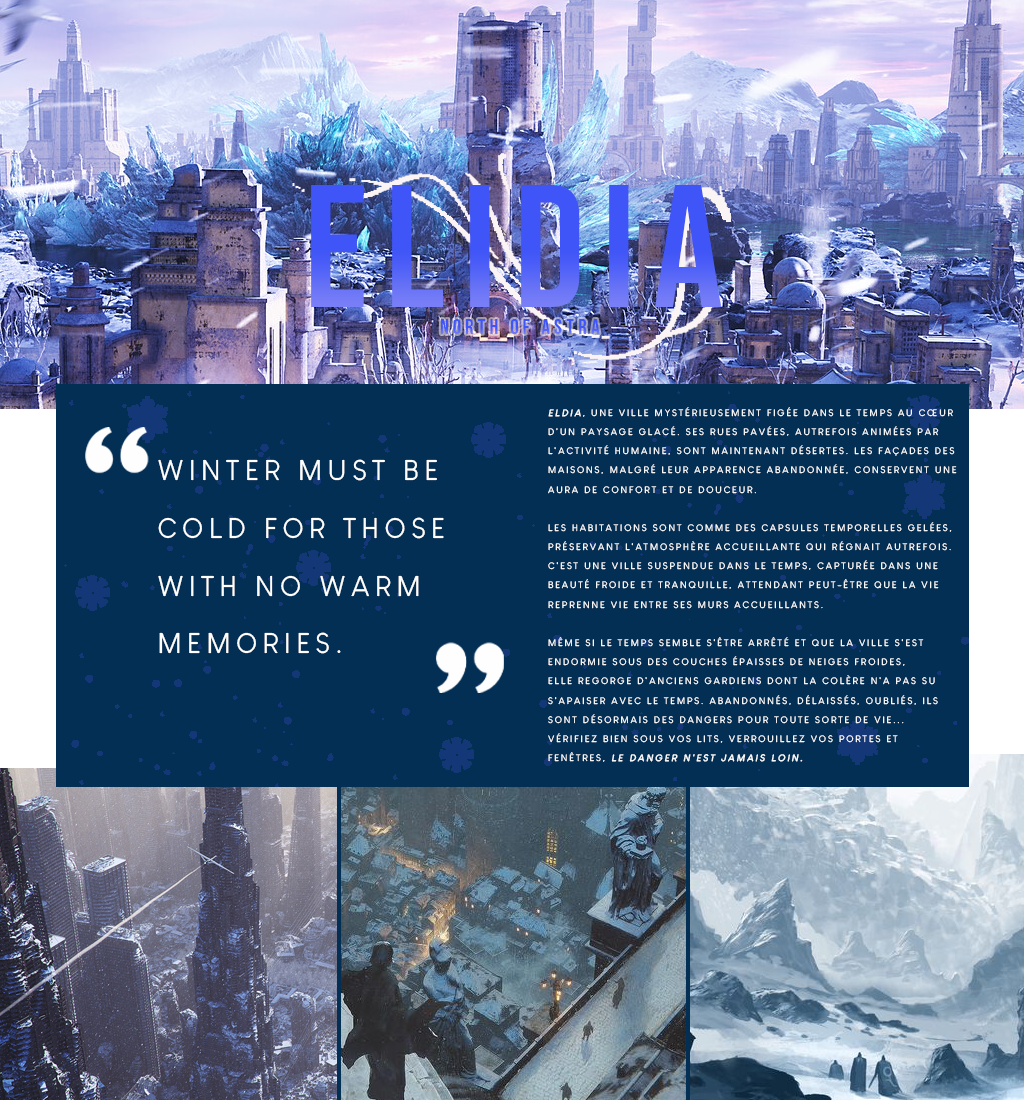 ELIDIA
NORTH OF ASTRA
“ WINTER MUST BE
COLD FOR THOSE
WITH NO WARM
MEMORIES. ”
ELDIA, UNE VILLE MYSTÉRIEUSEMENT FIGÉE DANS LE TEMPS AU CŒUR
D'UN PAYSAGE GLACÉ. SES RUES PAVÉES, AUTREFOIS ANIMÉES PAR
L'ACTIVITÉ HUMAINE, SONT MAINTENANT DÉSERTES. LES FAÇADES DES
MAISONS, MALGRÉ LEUR APPARENCE ABANDONNÉE, CONSERVENT UNE
AURA DE CONFORT ET DE DOUCEUR.
LES HABITATIONS SONT COMME DES CAPSULES TEMPORELLES GELÉES,
PRÉSERVANT L'ATMOSPHÈRE ACCUEILLANTE QUI RÉGNAIT AUTREFOIS.
C'EST UNE VILLE SUSPENDUE DANS LE TEMPS, CAPTURÉE DANS UNE
BEAUTÉ FROIDE ET TRANQUILLE, ATTENDANT PEUT-ÊTRE QUE LA VIE
REPRENNE VIE ENTRE SES MURS ACCUEILLANTS.
MÊME SI LE TEMPS SEMBLE S'ÊTRE ARRÊTÉ ET QUE LA VILLE S'EST
ENDORMIE SOUS DES COUCHES ÉPAISSES DE NEIGES FROIDES,
ELLE REGORGE D'ANCIENS GARDIENS DONT LA COLÈRE N'A PAS SU
S'APAISER AVEC LE TEMPS. ABANDONNÉS, DÉLAISSÉS, OUBLIÉS, ILS
SONT DÉSORMAIS DES DANGERS POUR TOUTE SORTE DE VIE...
VÉRIFIEZ BIEN SOUS VOS LITS, VERROUILLEZ VOS PORTES ET
FENÊTRES, LE DANGER N'EST JAMAIS LOIN.